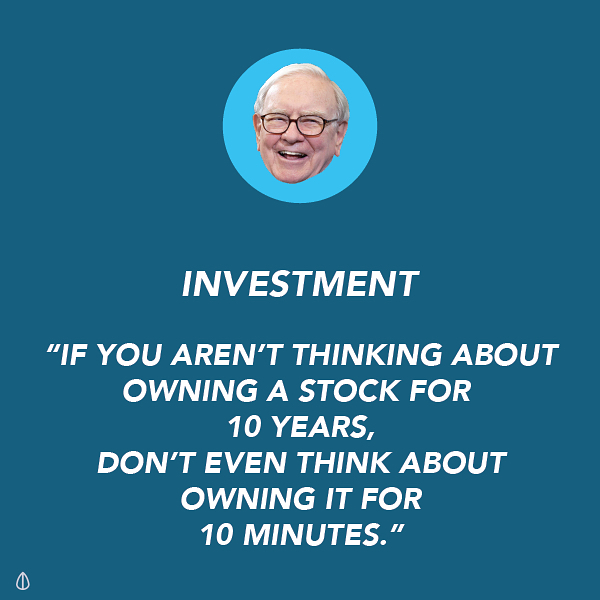 INVESTMENT
“IF YOU AREN’T THINKING ABOUT
OWNING A STOCK FOR
10 YEARS,
DON’T EVEN THINK ABOUT
OWNING IT FOR
10 MINUTES.”